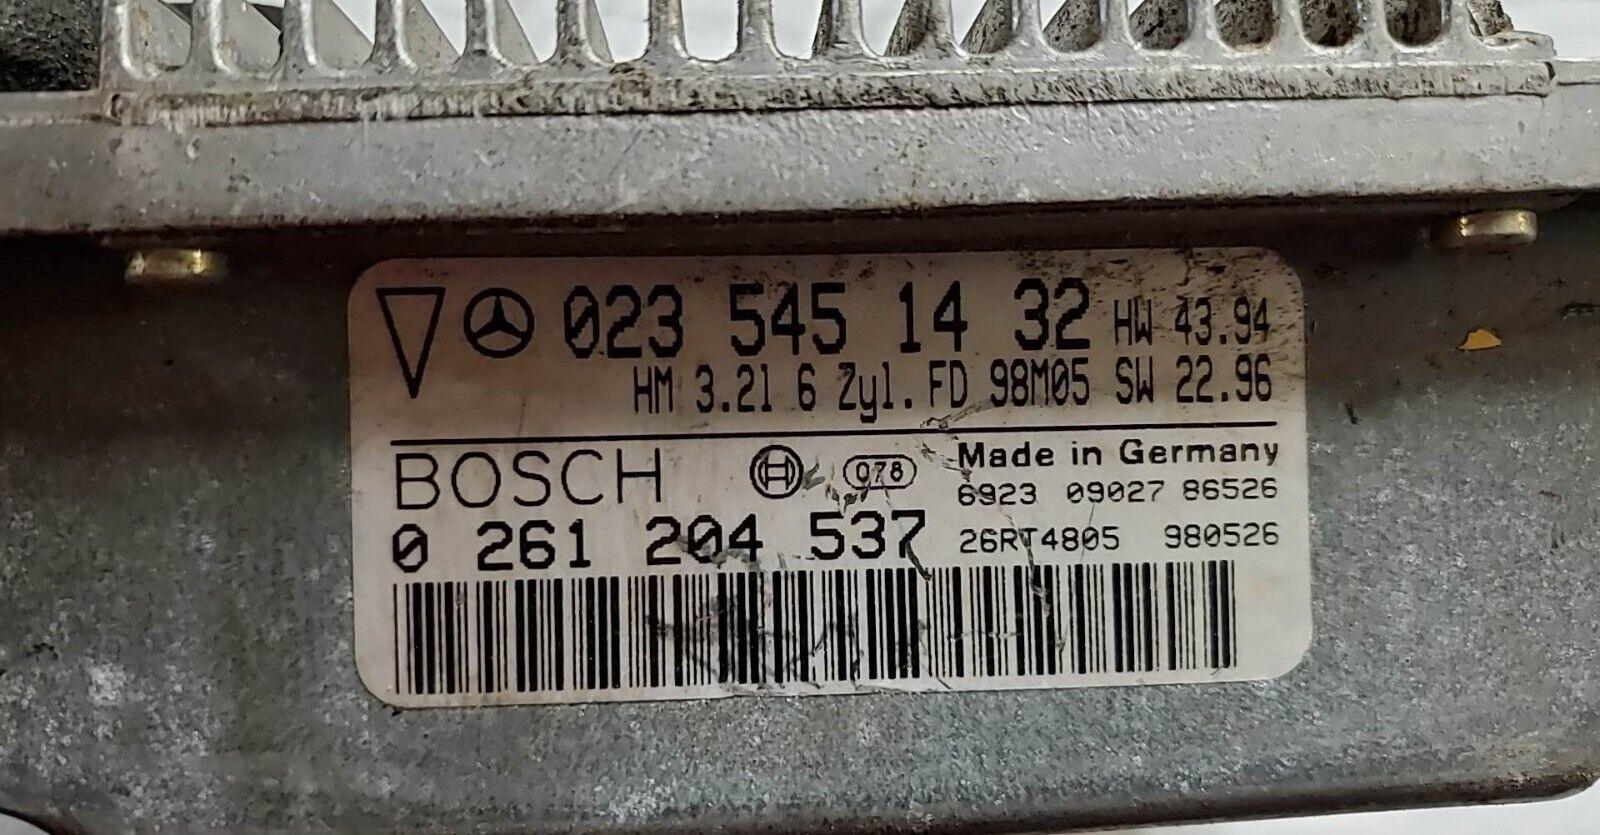 023 545 14 32 HW 43.94
HM 3.2l 6 Zyl. FD 98M05 SW 22.96
BOSCH 078 Made in Germany
6923 09027 86526
0 261 204 537 26RT4805 980526